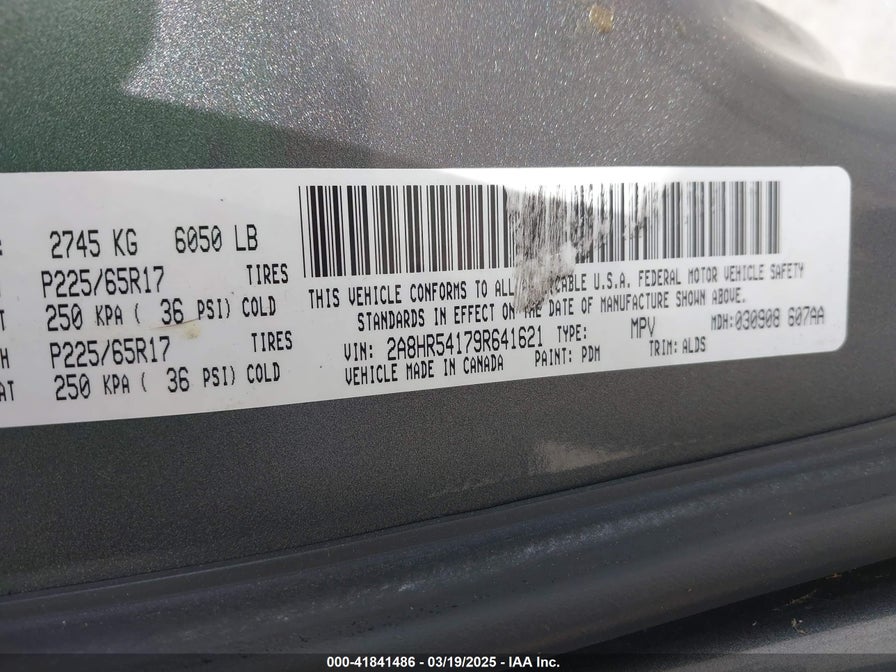 : 2745 KG 6050 LB
P225/65R17 TIRES
T 250 KPA ( 36 PSI) COLD
H P225/65R17 TIRES
AT 250 KPA ( 36 PSI) COLD
THIS VEHICLE CONFORMS TO ALL U.S.A. FEDERAL MOTOR VEHICLE SAFETY
STANDARDS IN EFFECT ON THE DATE OF MANUFACTURE SHOWN ABOVE.
VIN: 2A8HR54179R641621 TYPE: MPV MDH:030908 607AA
VEHICLE MADE IN CANADA PAINT: PDM TRIM: ALDS
000-41841486 - 03/19/2025 - IAA Inc.